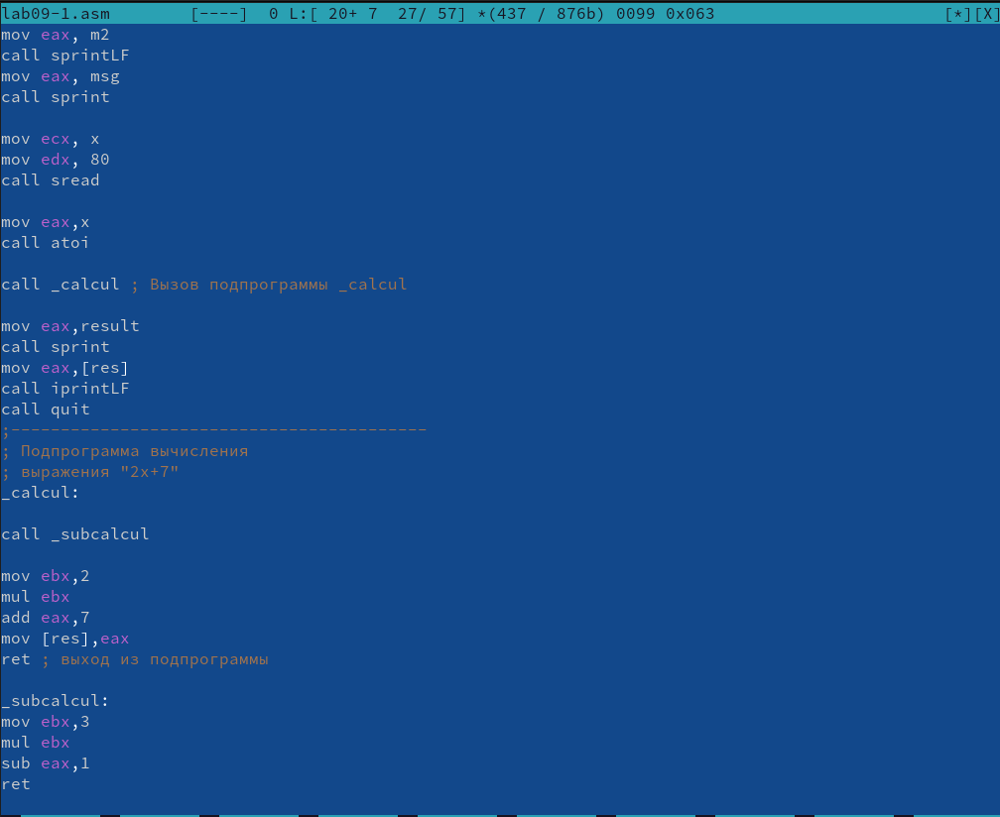 lab09-1.asm [----] 0 L:[ 20+ 7 27/ 57] *(437 / 876b) 0099 0x063 [*][X]
mov eax, m2
call sprintLF
mov eax, msg
call sprint
mov ecx, x
mov edx, 80
call sread
mov eax,x
call atoi
call _calcul ; Вызов подпрограммы _calcul
mov eax,result
call sprint
mov eax,[res]
call iprintLF
call quit
;------------------------------------------
; Подпрограмма вычисления
; выражения "2x+7"
_calcul:
call _subcalcul
mov ebx,2
mul ebx
add eax,7
mov [res],eax
ret ; выход из подпрограммы
_subcalcul:
mov ebx,3
mul ebx
sub eax,1
ret